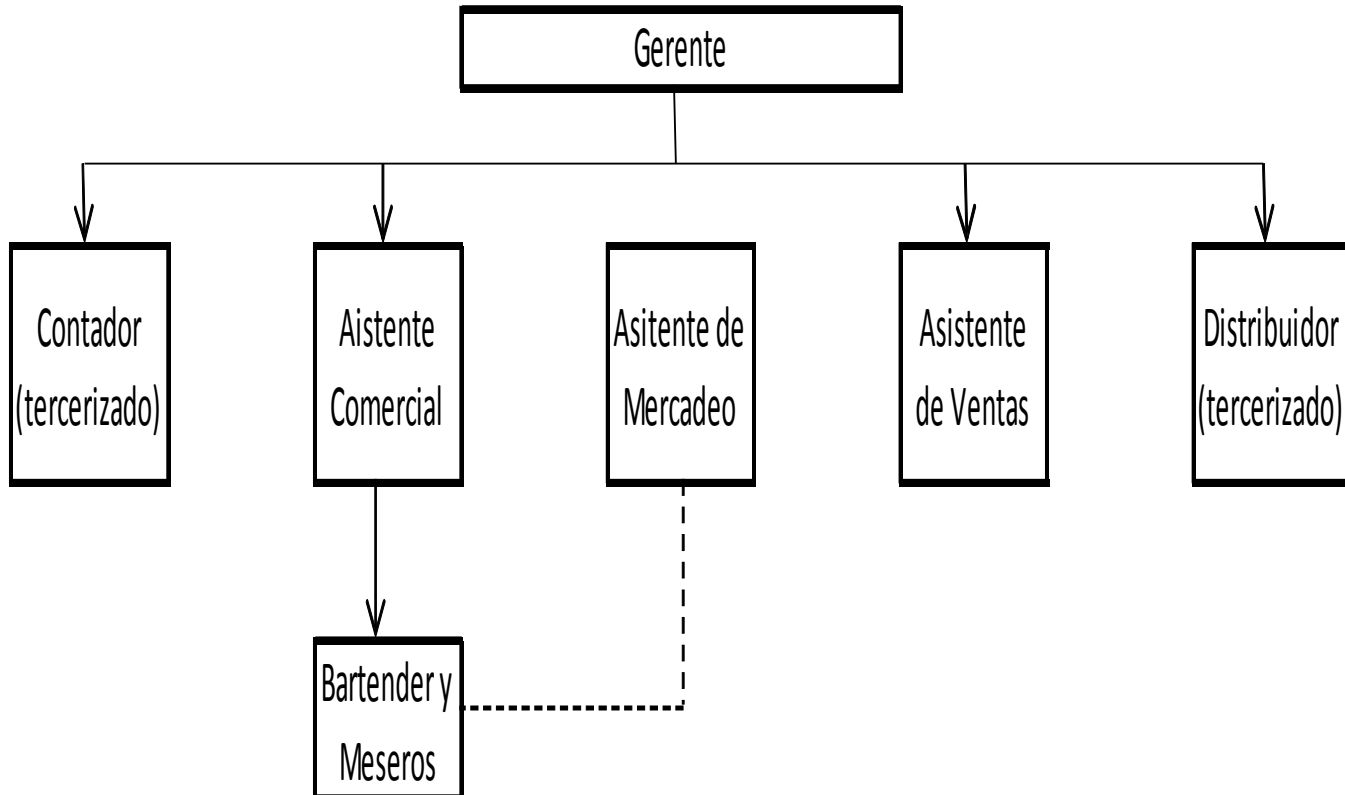 Gerente
Contador
(tercerizado)
Aistente
Comercial
Asitente de
Mercadeo
Asistente
de Ventas
Distribuidor
(tercerizado)
Bartender y
Meseros